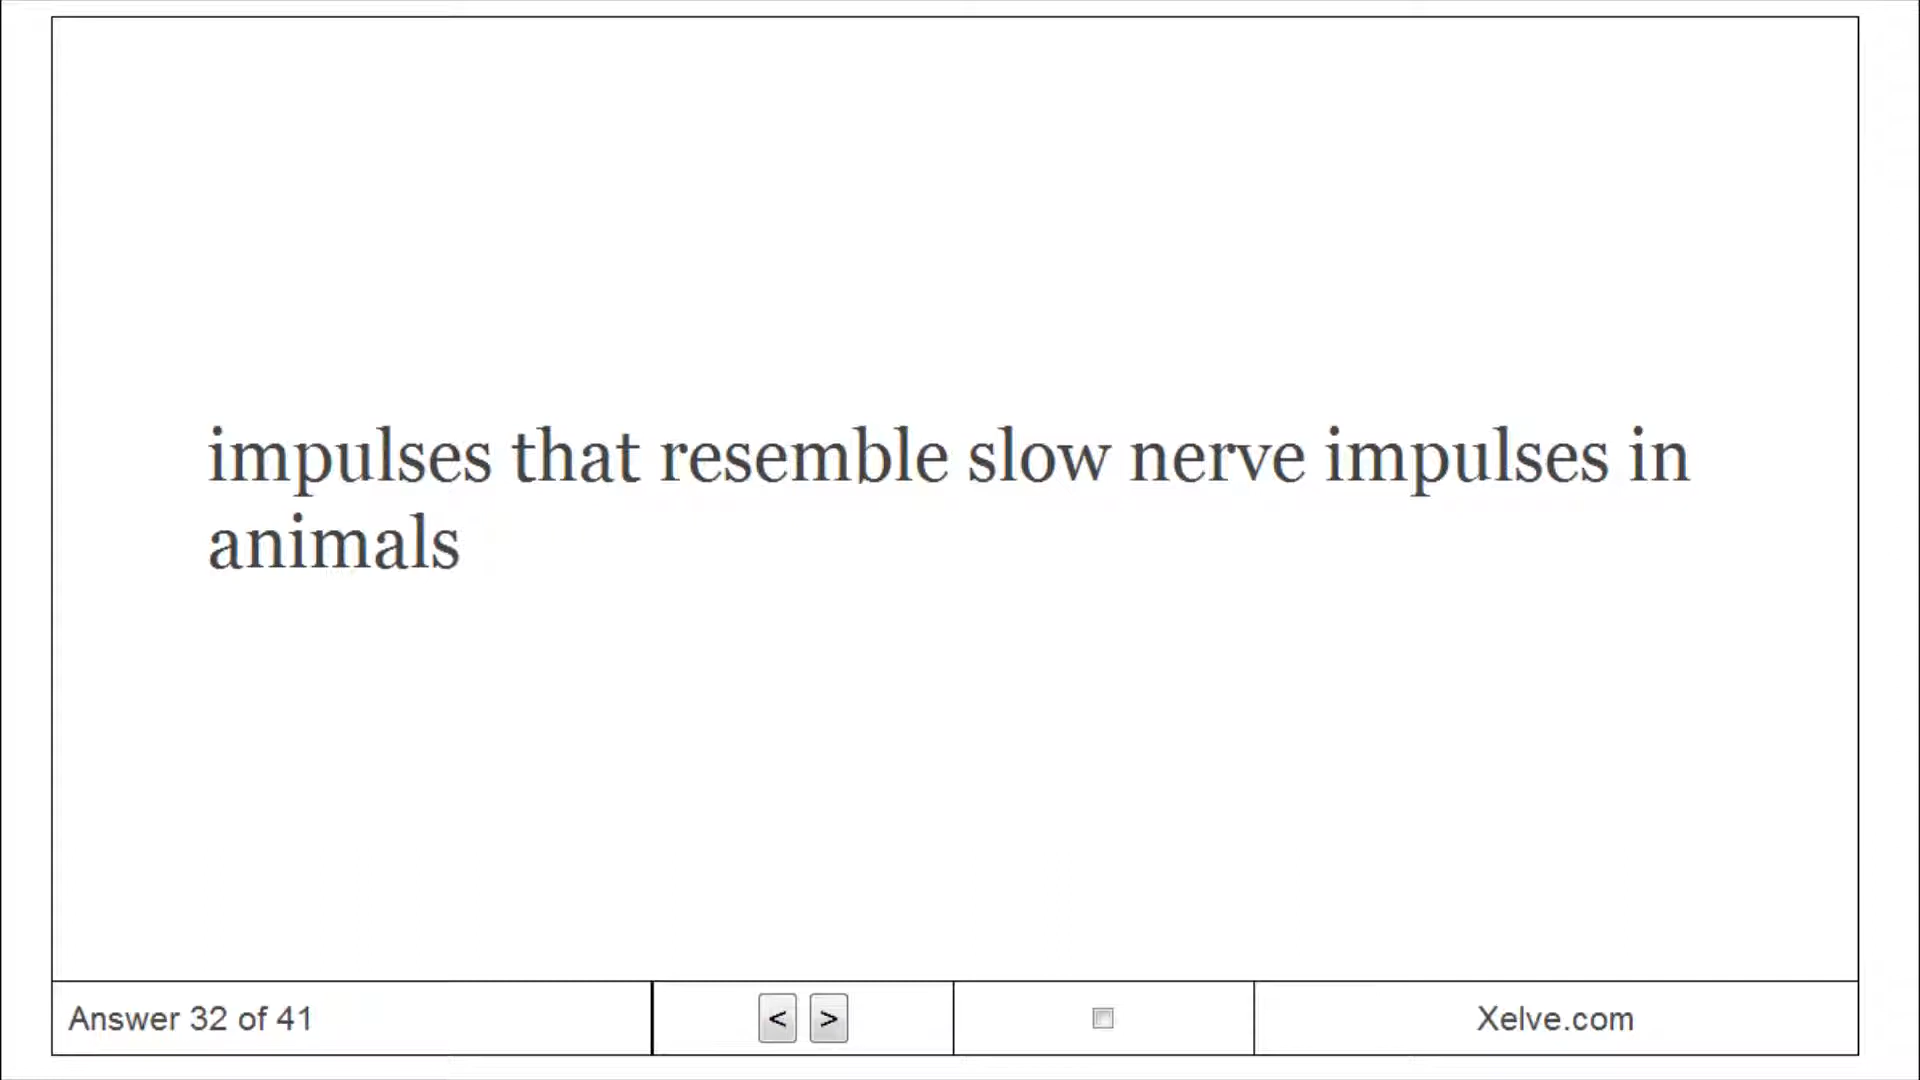 impulses that resemble slow nerve impulses in
animals
Answer 32 of 41
<
>
Xelve.com